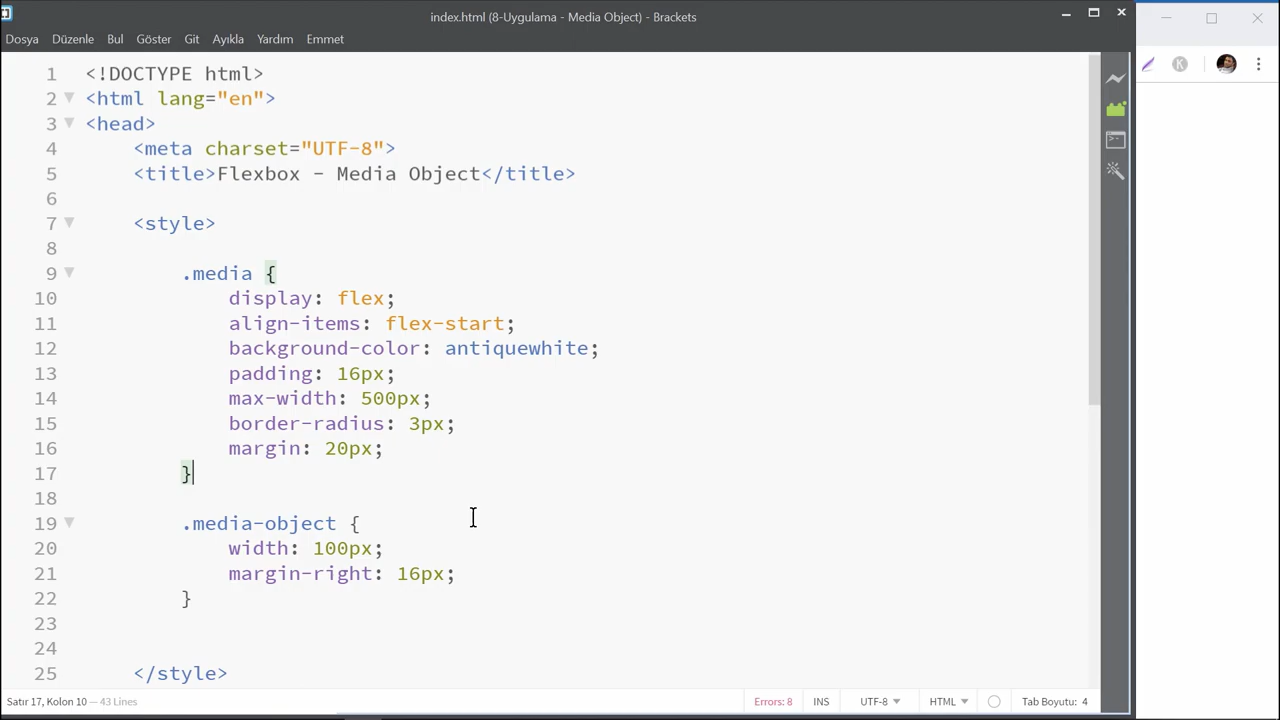 index.html (8-Uygulama - Media Object) - Brackets
Dosya Düzenle Bul Göster Git Ayıkla Yardım Emmet
1 <!DOCTYPE html>
2 <html lang="en">
3 <head>
4 <meta charset="UTF-8">
5 <title>Flexbox - Media Object</title>
6
7 <style>
8
9 .media {
10 display: flex;
11 align-items: flex-start;
12 background-color: antiquewhite;
13 padding: 16px;
14 max-width: 500px;
15 border-radius: 3px;
16 margin: 20px;
17 }
18
19 .media-object {
20 width: 100px;
21 margin-right: 16px;
22 }
23
24
25 </style>
Satır 17, Kolon 10 — 43 Lines Errors: 8 INS UTF-8 HTML Tab Boyutu: 4
K